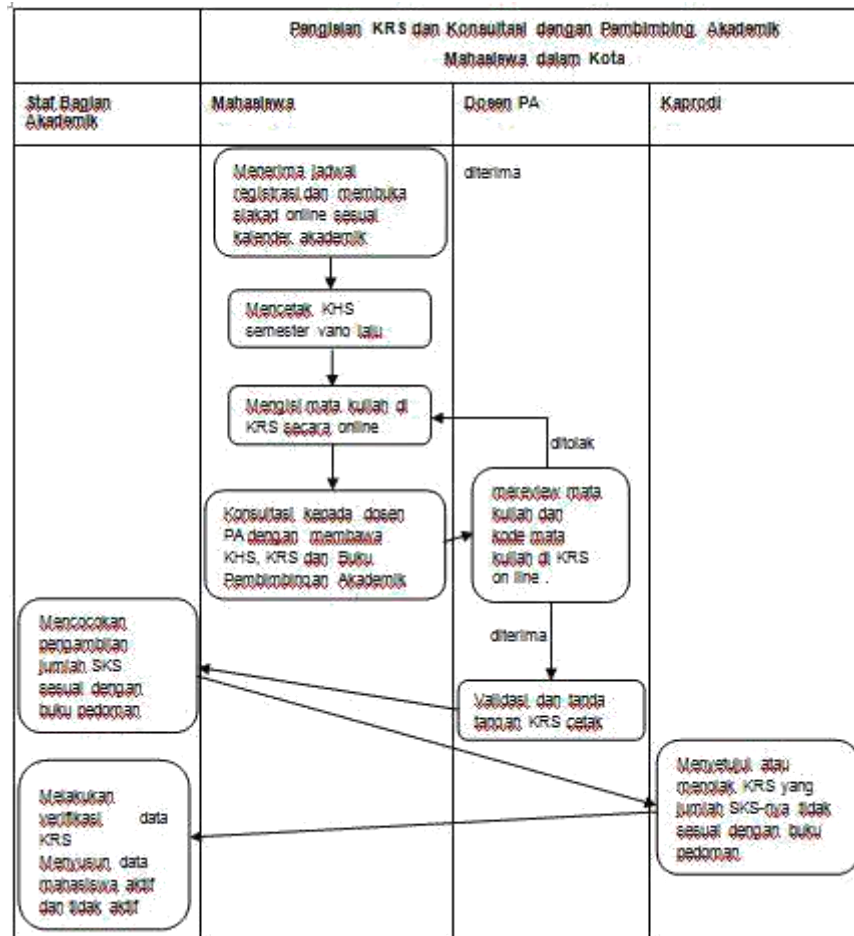 Pengisian KRS dan Konsultasi dengan Pembimbing Akademik
Mahasiswa dalam Kota
Staf Bagian
Akademik
Mahasiswa
Dosen PA
Kaprodi
Menerima jadwal
registrasi dan membuka
siakad online sesuai
kalender akademik
diterima
Mencetak KHS
semester yang lalu
Mengisi mata kuliah di
KRS secara online
ditolak
Konsultasi kepada dosen
PA dengan membawa
KHS, KRS dan Buku
Pembimbingan Akademik
mereview mata
kuliah dan
kode mata
kuliah di KRS
on line .
diterima
Mencocokan
pengambilan
jumlah SKS
sesuai dengan
buku pedoman
Validasi dan tanda
tangan KRS cetak
Menyetujui atau
menolak KRS yang
jumlah SKS-nya tidak
sesuai dengan buku
pedoman
Melakukan
verifikasi data
KRS
Menyusun data
mahasiswa aktif
dan tidak aktif